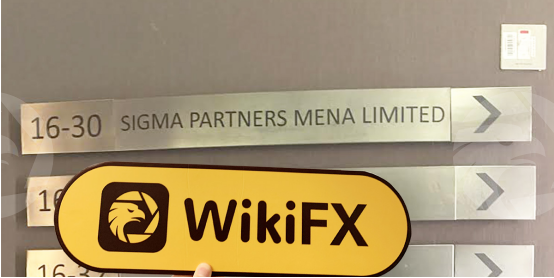 16-30 SIGMA PARTNERS MENA LIMITED
WikiFX